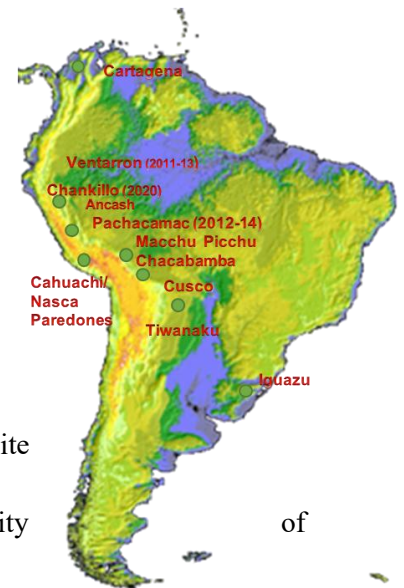 Cartagena
Ventarron (2011-13)
Chankillo (2020)
Ancash
Pachacamac (2012-14)
Macchu Picchu
Chacabamba
Cahuachi/
Nasca
Paredones
Cusco
Tiwanaku
Iguazu
ite
ity of